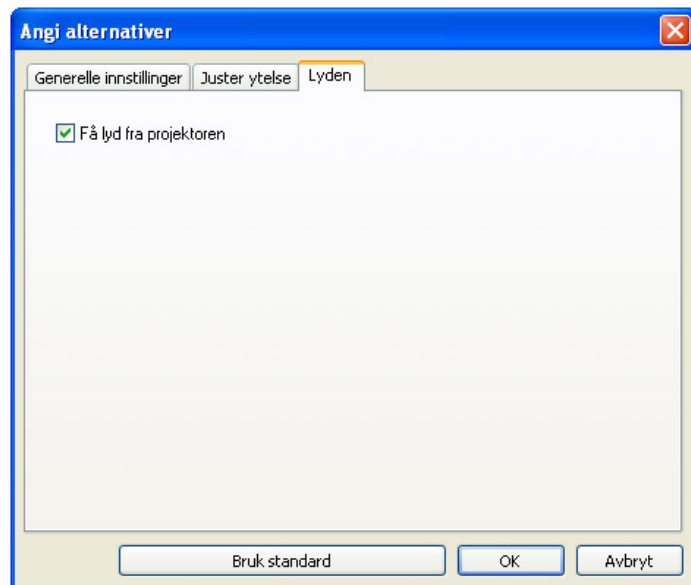 Angi alternativer
Generelle innstillinger Juster ytelse Lyden
Få lyd fra projektoren
Bruk standard OK Avbryt